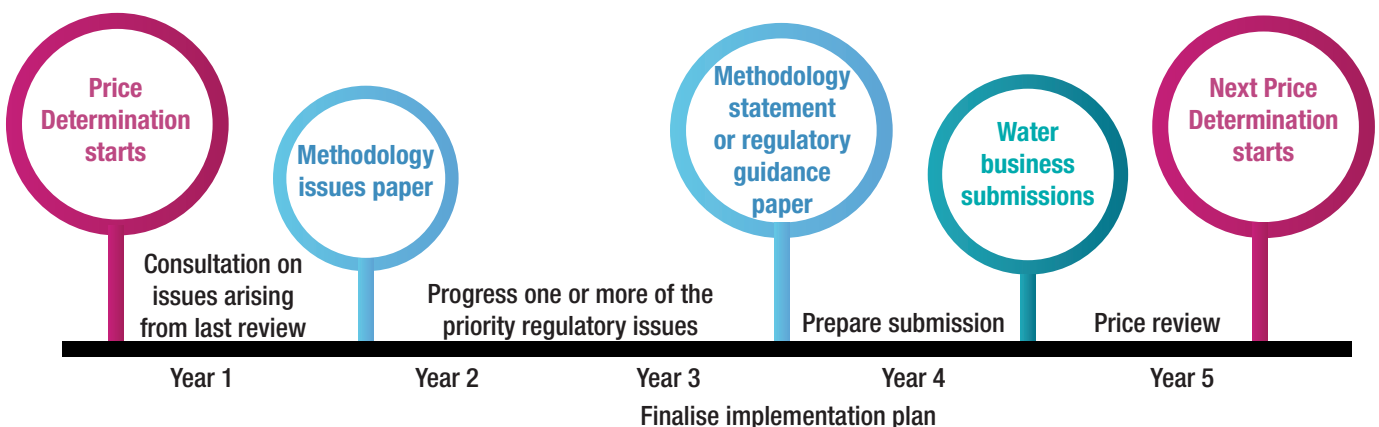 Price
Determination
starts
Methodology
issues paper
Methodology
statement
or regulatory
guidance
paper
Water
business
submissions
Next Price
Determination
starts
Consultation on
issues arising
from last review
Progress one or more of the
priority regulatory issues
Prepare submission
Price review
Year 1
Year 2
Year 3
Year 4
Year 5
Finalise implementation plan